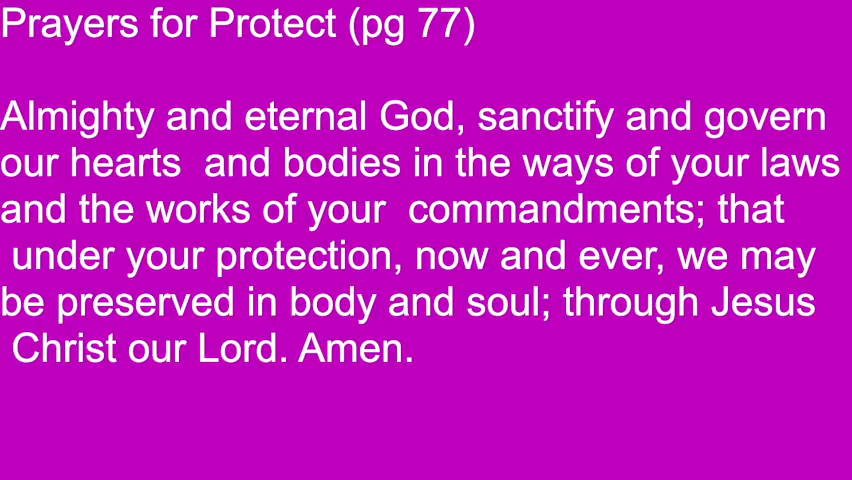 Prayers for Protect (pg 77)
Almighty and eternal God, sanctify and govern
our hearts  and bodies in the ways of your laws
and the works of your  commandments; that
under your protection, now and ever, we may
be preserved in body and soul; through Jesus
Christ our Lord. Amen.